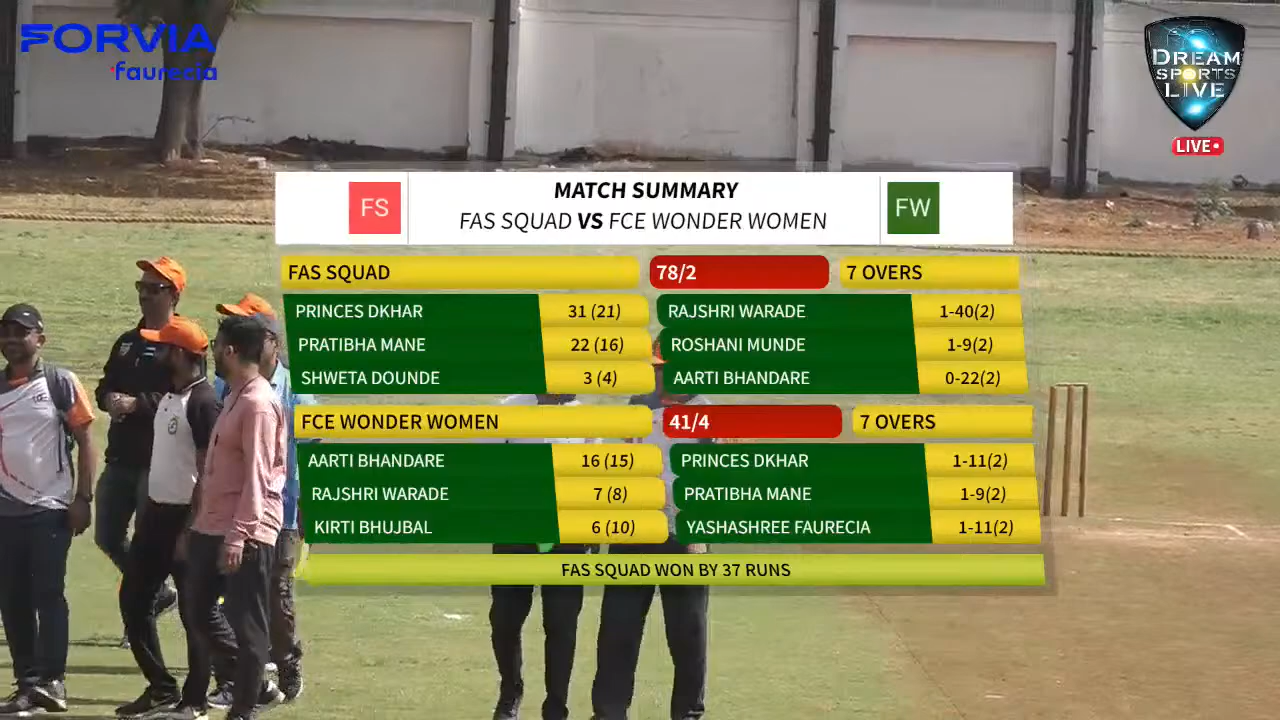 FORVIA
faurecia
DREAM
SPORTS
LIVE
LIVE
MATCH SUMMARY
FS
FAS SQUAD VS FCE WONDER WOMEN
FW
FAS SQUAD 78/2 7 OVERS
PRINCES DKHAR 31 (21) RAJSHRI WARADE 1-40(2)
PRATIBHA MANE 22 (16) ROSHANI MUNDE 1-9(2)
SHWETA DOUNDE 3 (4) AARTI BHANDARE 0-22(2)
FCE WONDER WOMEN 41/4 7 OVERS
AARTI BHANDARE 16 (15) PRINCES DKHAR 1-11(2)
RAJSHRI WARADE 7 (8) PRATIBHA MANE 1-9(2)
KIRTI BHUJBAL 6 (10) YASHASHREE FAURECIA 1-11(2)
FAS SQUAD WON BY 37 RUNS